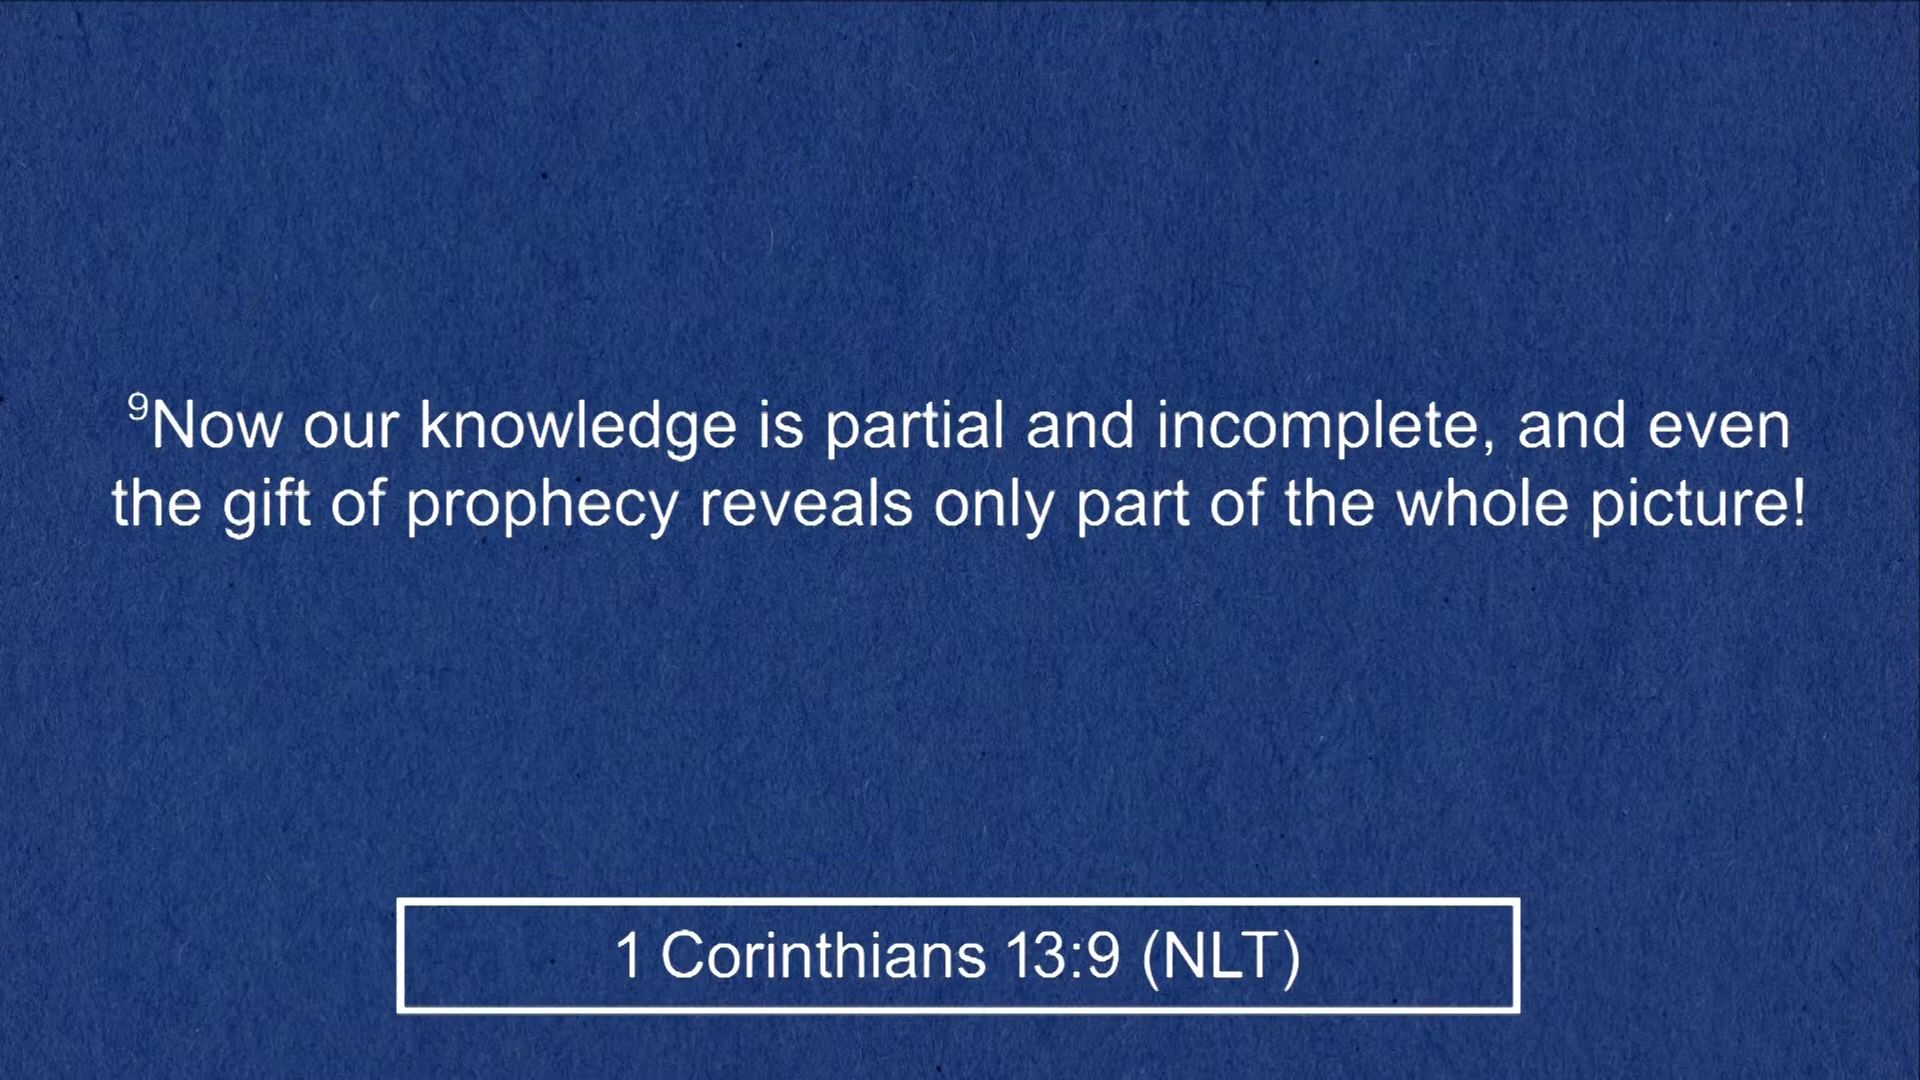 ⁹Now our knowledge is partial and incomplete, and even
the gift of prophecy reveals only part of the whole picture!
1 Corinthians 13:9 (NLT)